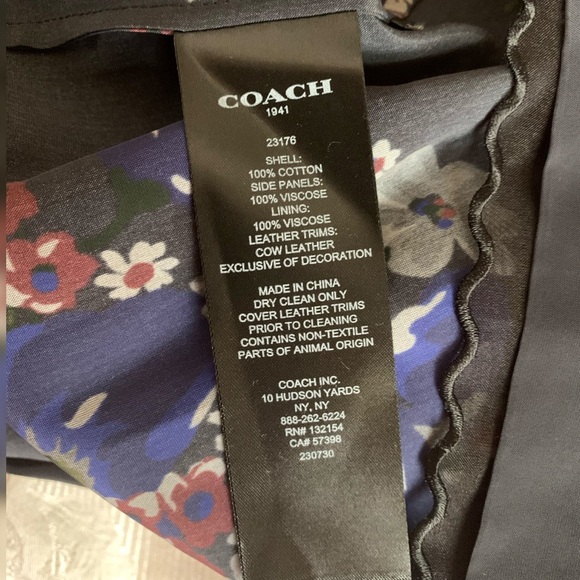 COACH
1941
23176
SHELL:
100% COTTON
SIDE PANELS:
100% VISCOSE
LINING:
100% VISCOSE
LEATHER TRIMS:
COW LEATHER
EXCLUSIVE OF DECORATION
MADE IN CHINA
DRY CLEAN ONLY
COVER LEATHER TRIMS
PRIOR TO CLEANING
CONTAINS NON-TEXTILE
PARTS OF ANIMAL ORIGIN
COACH INC.
10 HUDSON YARDS
NY, NY
888-262-6224
RN# 132154
CA# 57398
230730